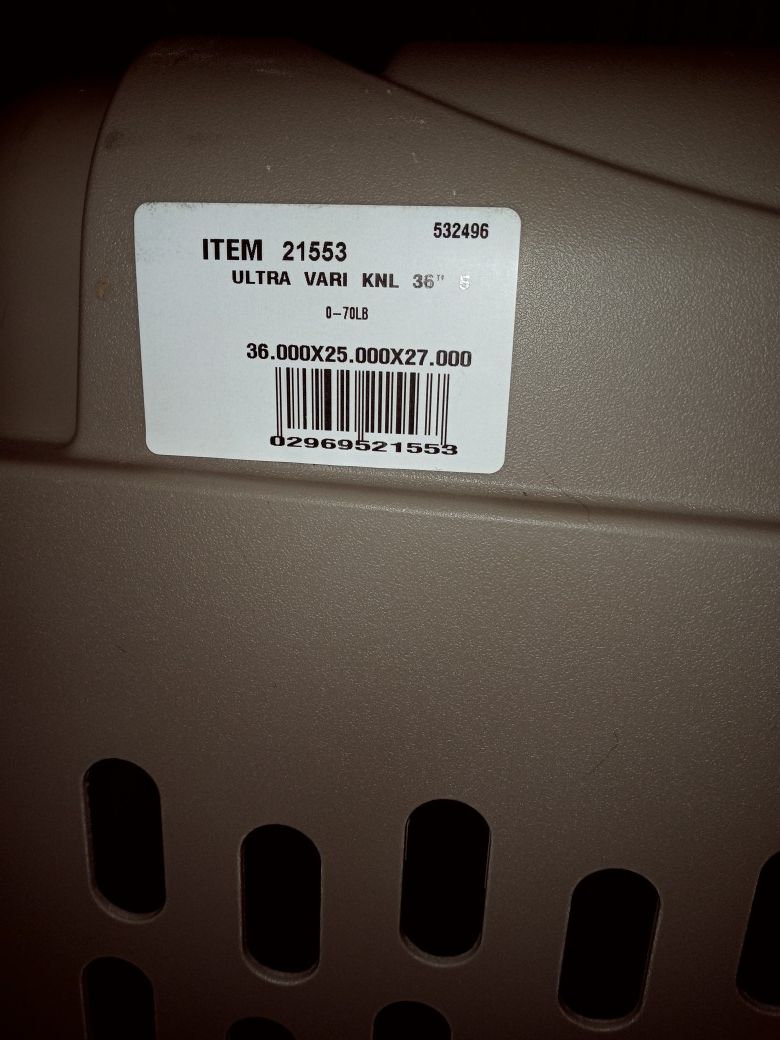 532496
ITEM 21553
ULTRA VARI KNL 36"
0-70LB
36.000X25.000X27.000
02969521553